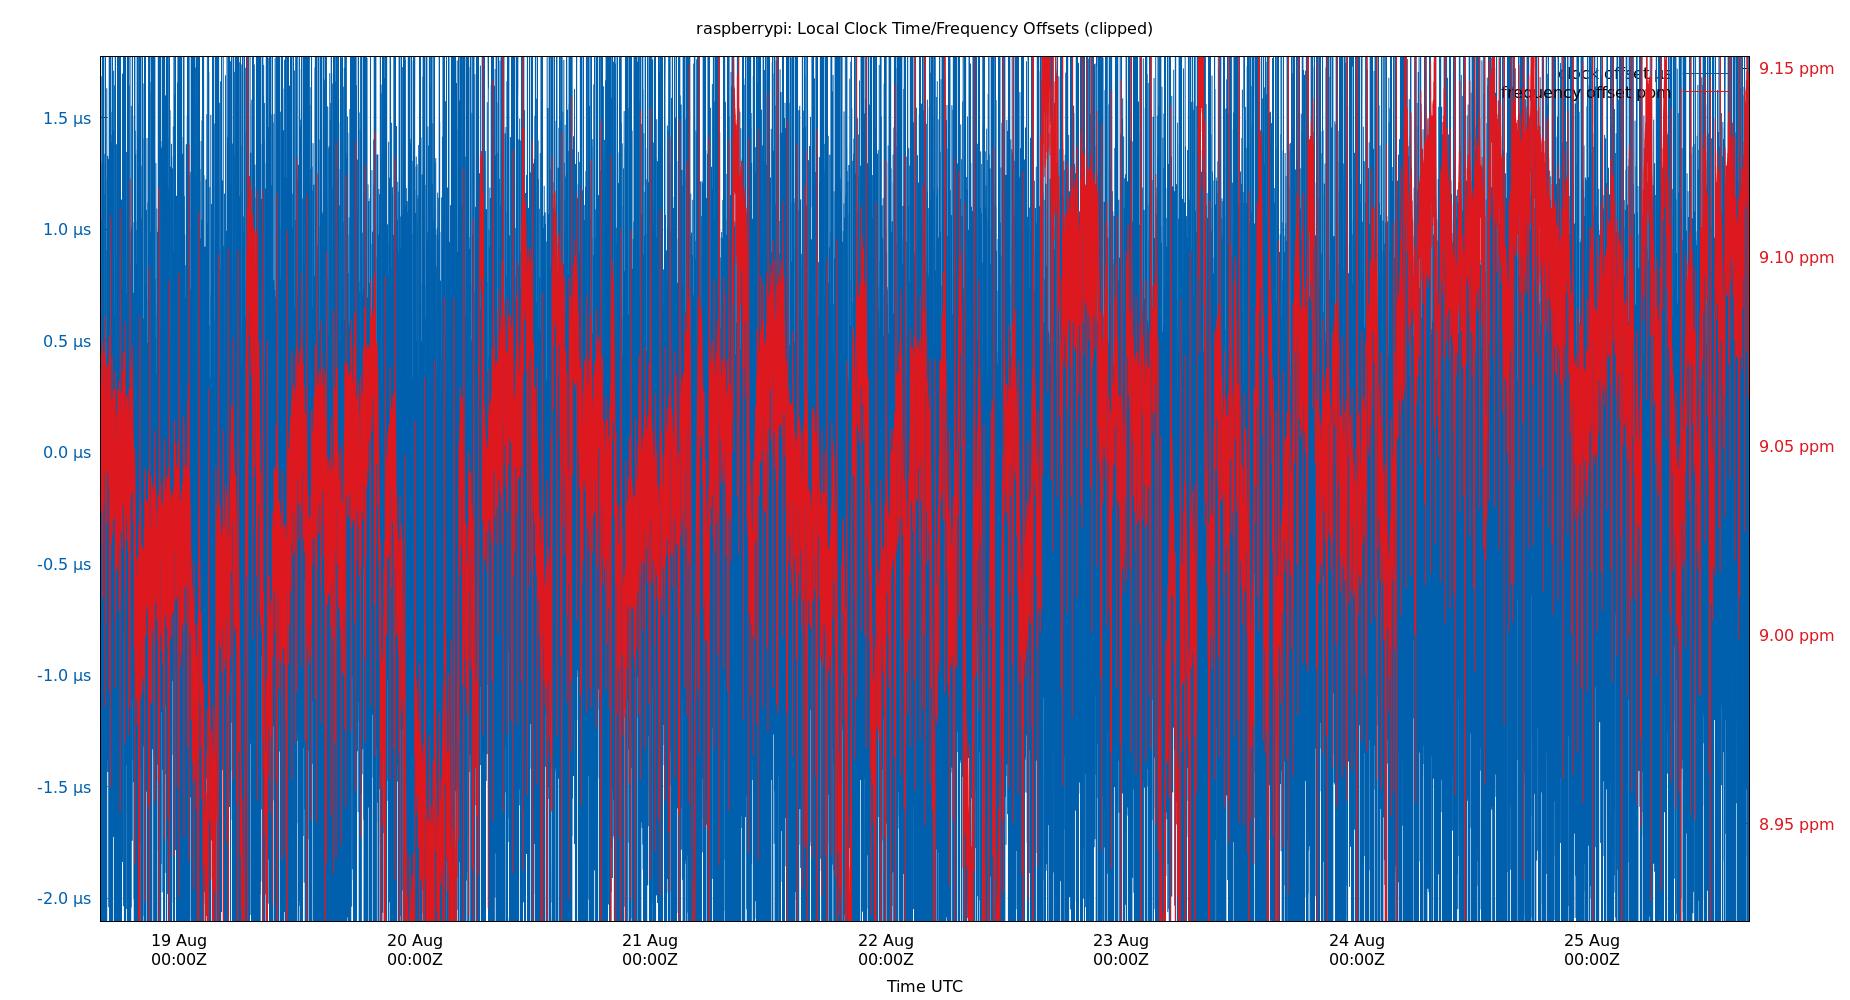 raspberrypi: Local Clock Time/Frequency Offsets (clipped)
clock offset µs
frequency offset ppm
1.5 µs
1.0 µs
0.5 µs
0.0 µs
-0.5 µs
-1.0 µs
-1.5 µs
-2.0 µs
9.15 ppm
9.10 ppm
9.05 ppm
9.00 ppm
8.95 ppm
19 Aug
00:00Z
20 Aug
00:00Z
21 Aug
00:00Z
22 Aug
00:00Z
23 Aug
00:00Z
24 Aug
00:00Z
25 Aug
00:00Z
Time UTC